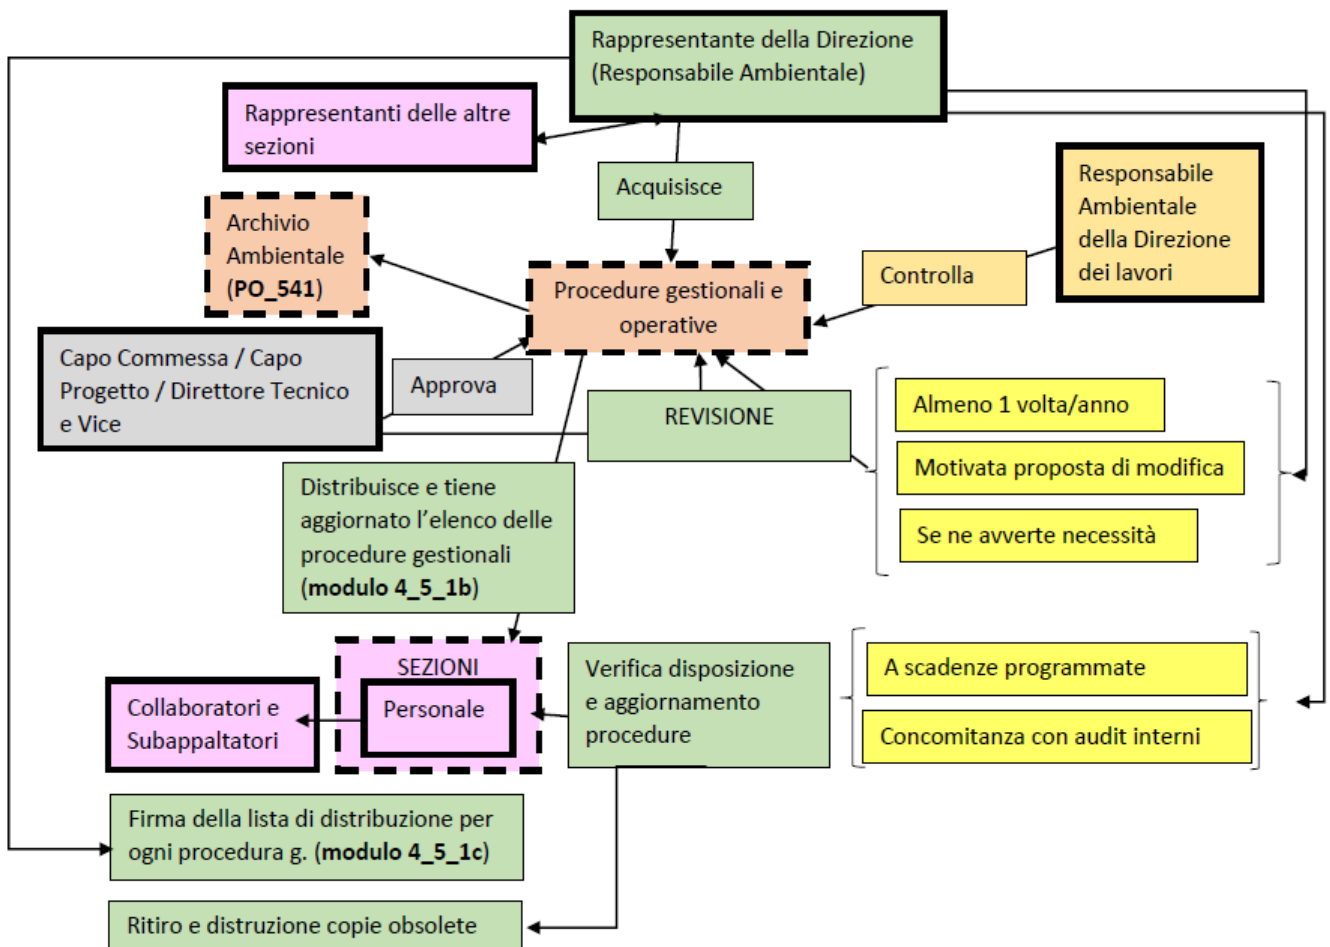 Rappresentante della Direzione
(Responsabile Ambientale)
Rappresentanti delle altre
sezioni
Acquisisce
Responsabile
Ambientale
della Direzione
dei lavori
Archivio
Ambientale
(PO_541)
Controlla
Procedure gestionali e
operative
Capo Commessa / Capo
Progetto / Direttore Tecnico
e Vice
Approva
REVISIONE
Almeno 1 volta/anno
Motivata proposta di modifica
Se ne avverte necessità
Distribuisce e tiene
aggiornato l'elenco delle
procedure gestionali
(modulo 4_5_1b)
SEZIONI
Personale
Collaboratori e
Subappaltatori
Verifica disposizione
e aggiornamento
procedure
A scadenze programmate
Concomitanza con audit interni
Firma della lista di distribuzione per
ogni procedura g. (modulo 4_5_1c)
Ritiro e distruzione copie obsolete